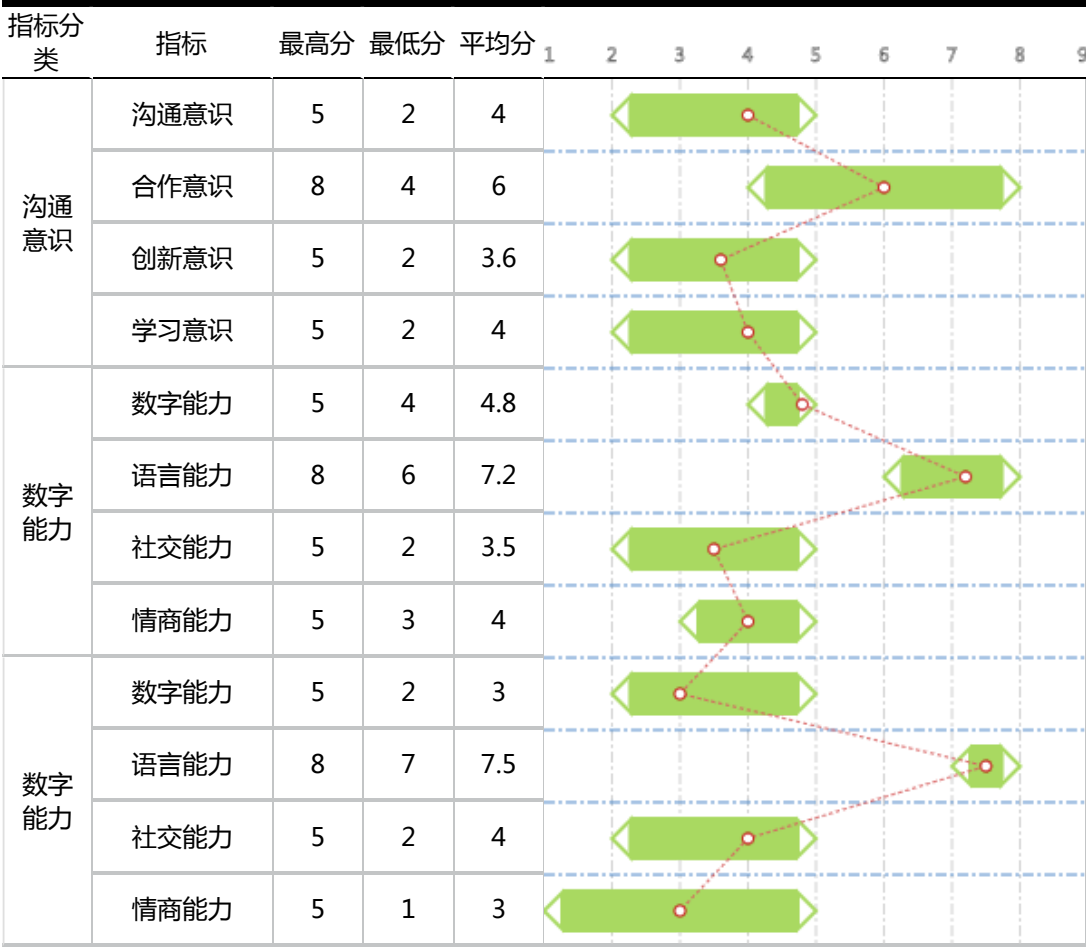 指标分
类
指标
最高分
最低分
平均分
1 2 3 4 5 6 7 8 9
沟通
意识
沟通意识 5 2 4
合作意识 8 4 6
创新意识 5 2 3.6
学习意识 5 2 4
数字
能力
数字能力 5 4 4.8
语言能力 8 6 7.2
社交能力 5 2 3.5
情商能力 5 3 4
数字
能力
数字能力 5 2 3
语言能力 8 7 7.5
社交能力 5 2 4
情商能力 5 1 3